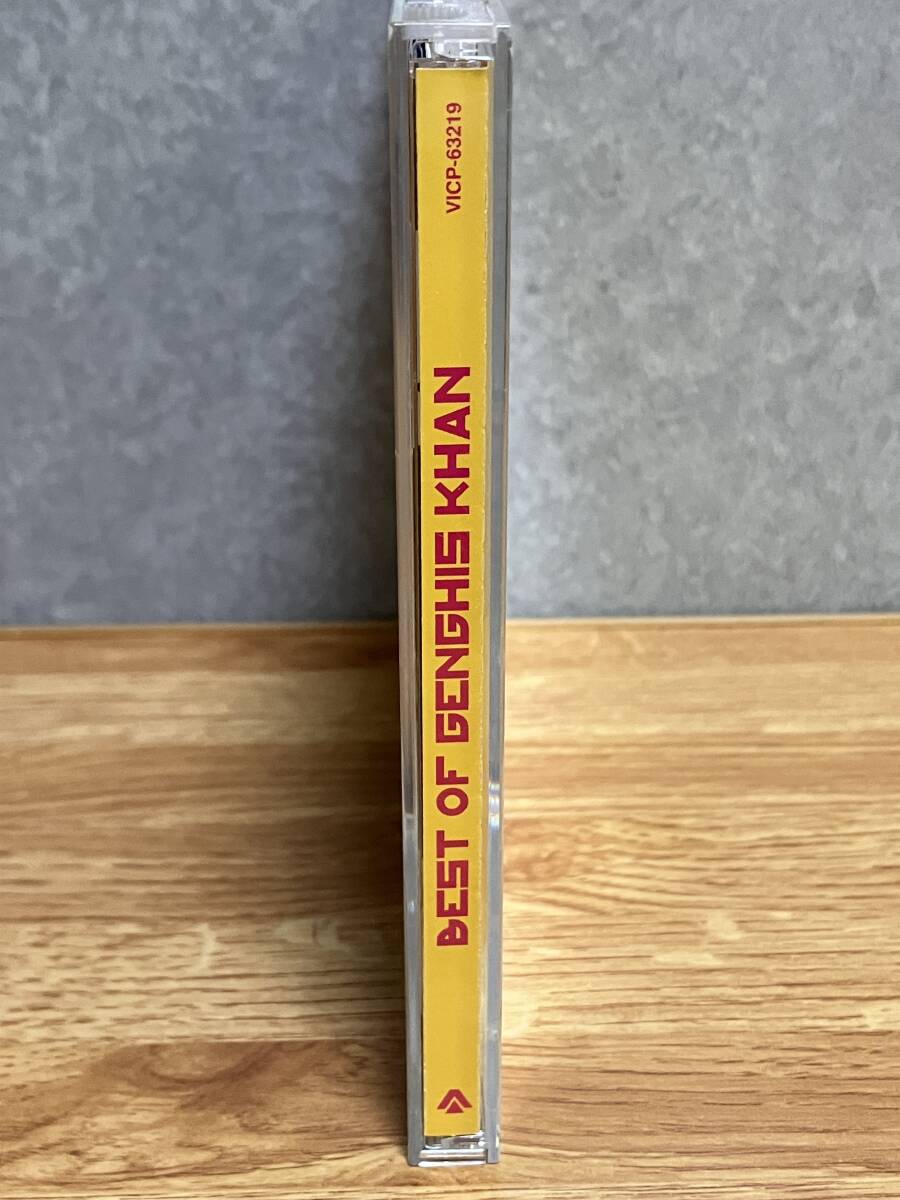 BEST OF GENGHIS KHAN
VICP-63219